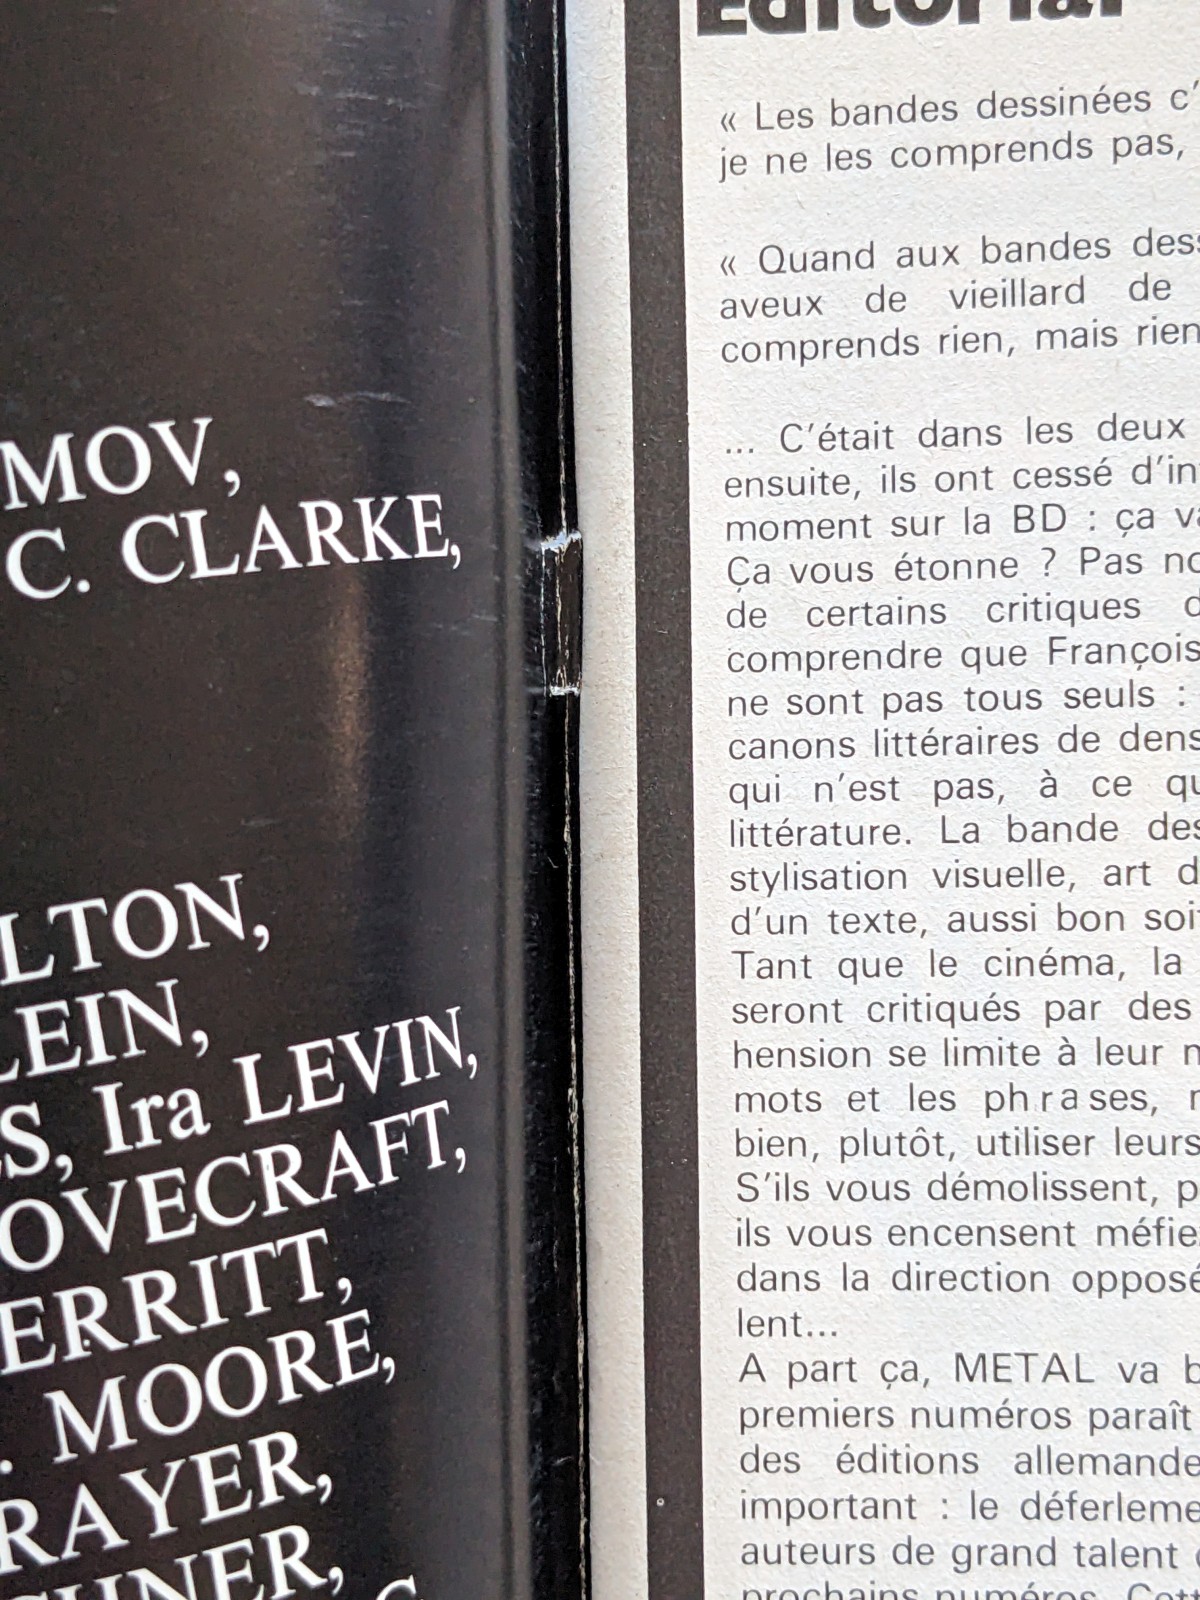 MOV,
C. CLARKE,
LTON,
LEIN,
S, Ira LEVIN,
OVECRAFT,
ERRITT,
. MOORE,
RAYER,
HNER,
Editorial
« Les bandes dessinées c'
je ne les comprends pas,
« Quand aux bandes dess
aveux de vieillard de
comprends rien, mais rien
... C'était dans les deux
ensuite, ils ont cessé d'in
moment sur la BD : ça va
Ça vous étonne ? Pas no
de certains critiques d
comprendre que François
ne sont pas tous seuls :
canons littéraires de dens
qui n'est pas, à ce qu
littérature. La bande des
stylisation visuelle, art d
d'un texte, aussi bon soit
Tant que le cinéma, la
seront critiqués par des
hension se limite à leur m
mots et les phrases, m
bien, plutôt, utiliser leurs
S'ils vous démolissent, p
ils vous encensent méfie
dans la direction opposé
lent...
A part ça, METAL va b
premiers numéros paraît
des éditions allemande
important : le déferleme
auteurs de grand talent
prochains numéros. Cett